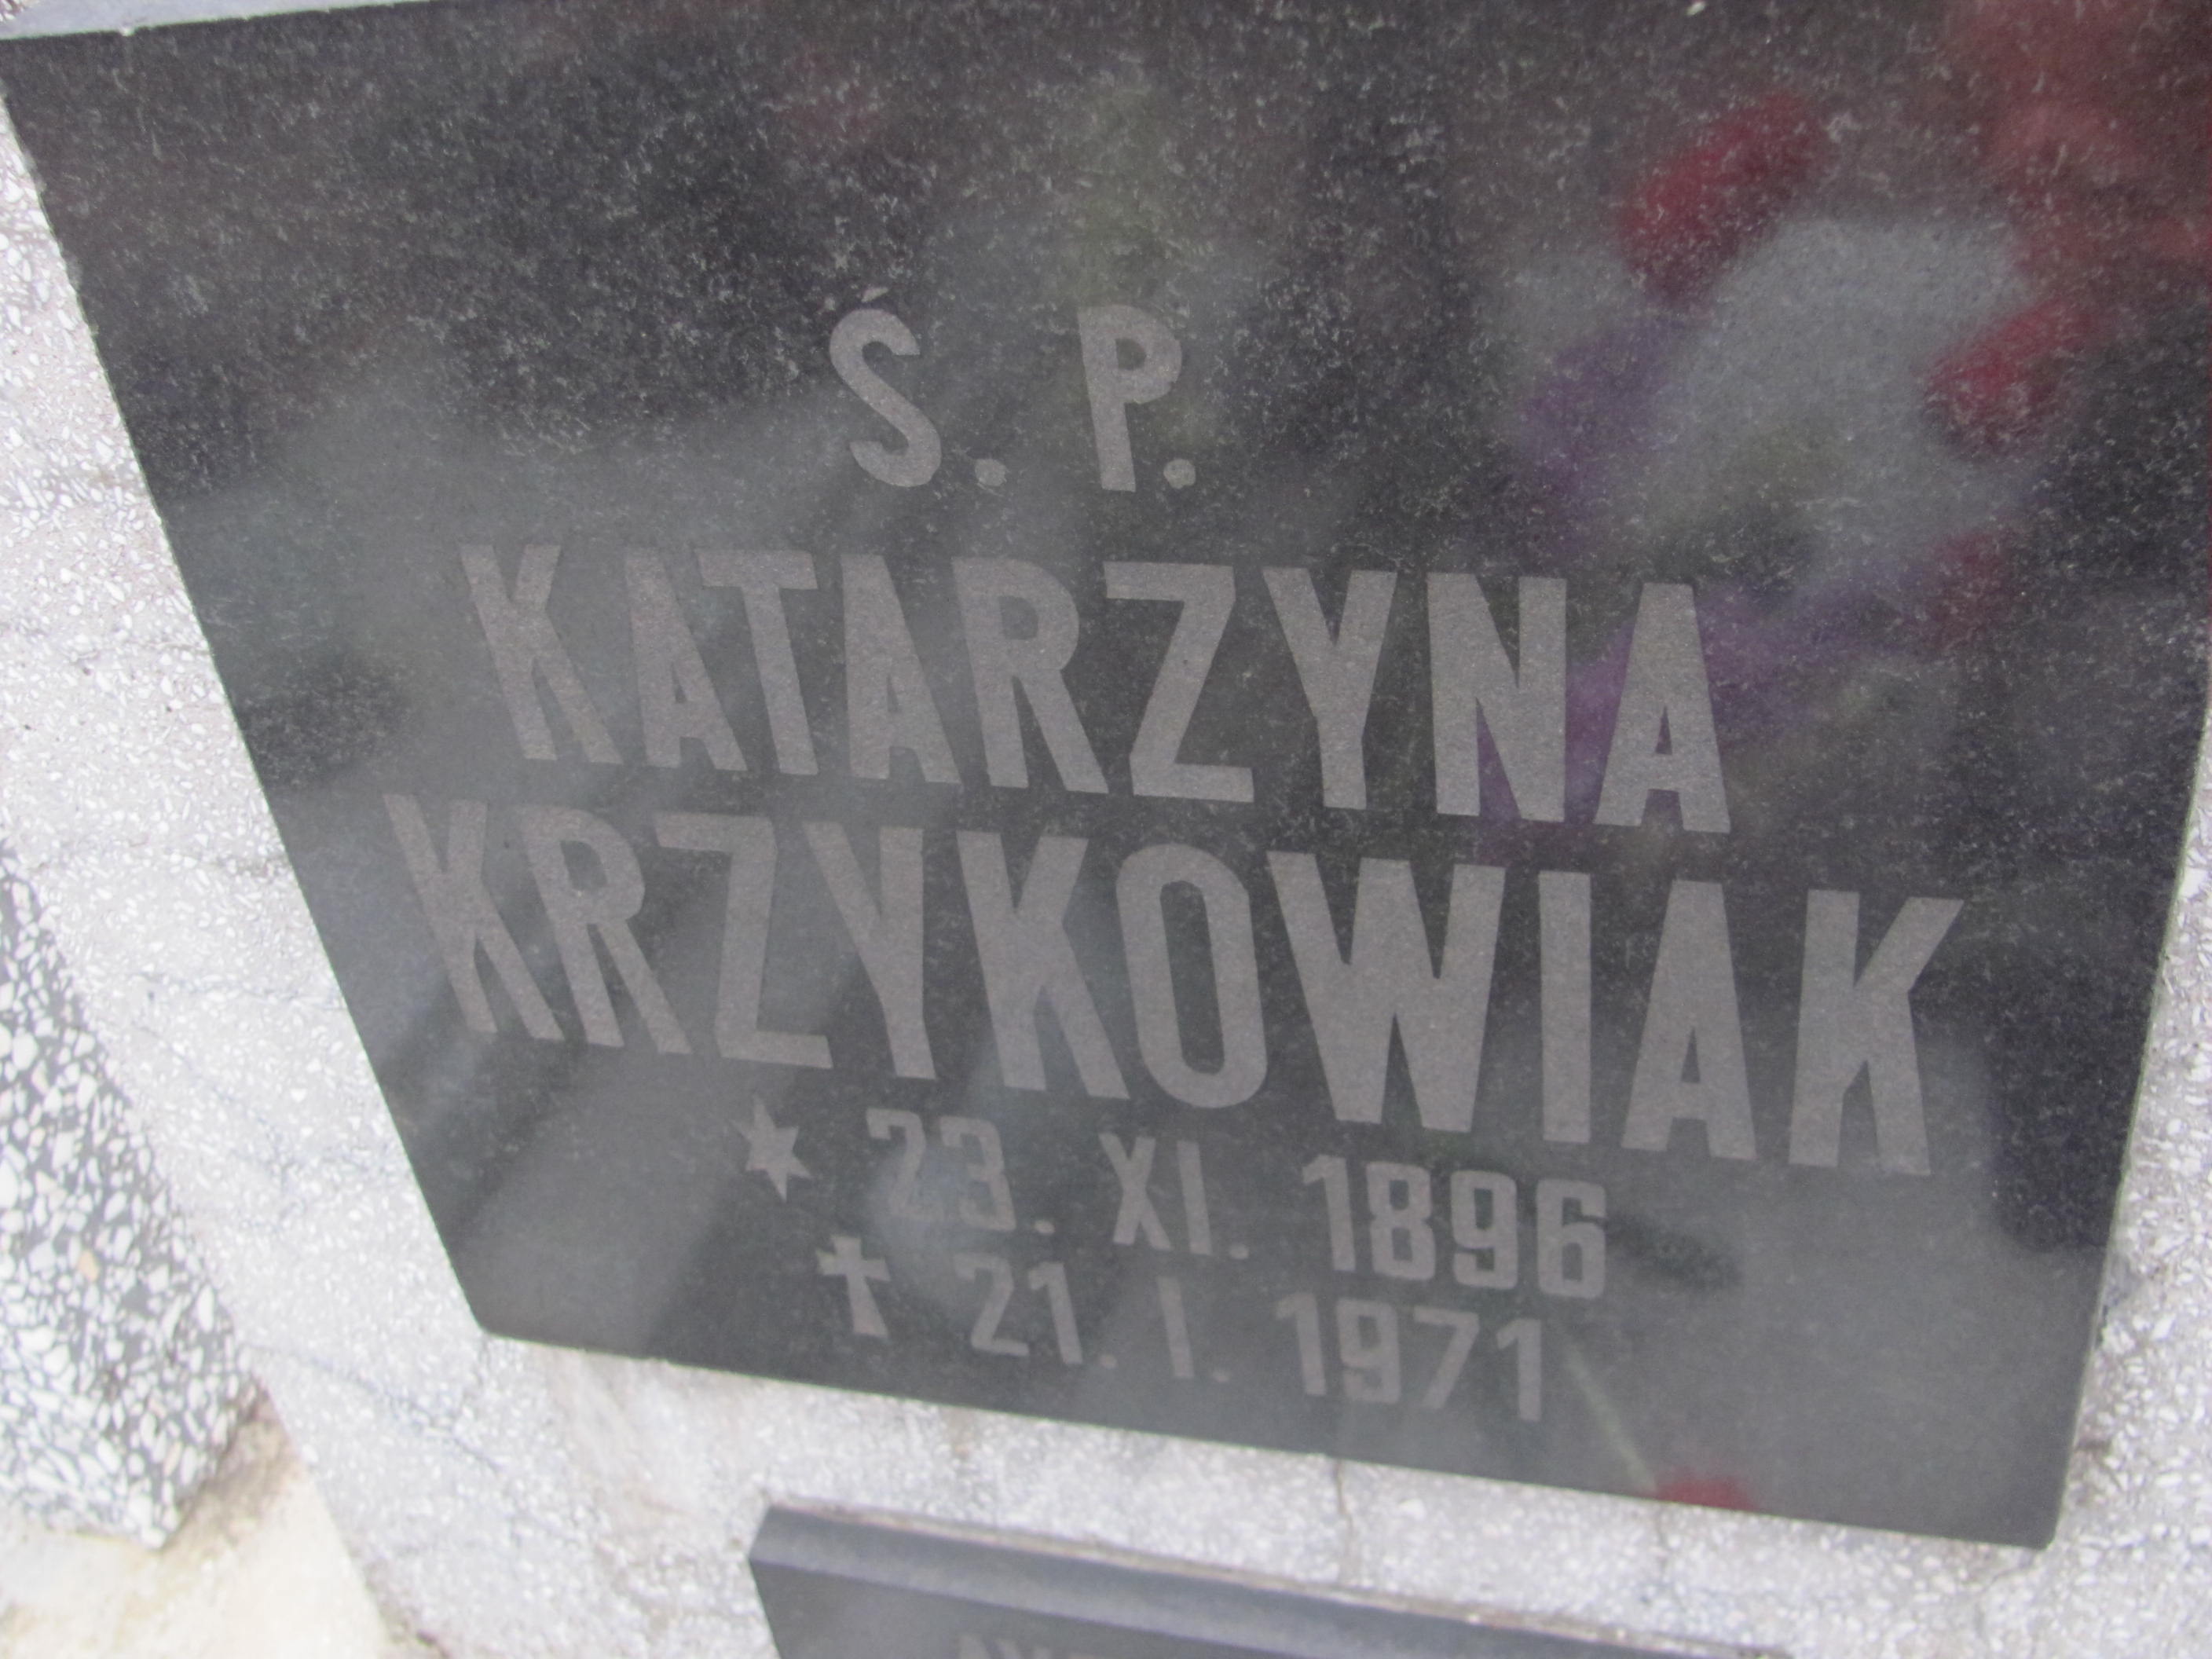 Ś. P.
KATARZYNA
KRZYKOWIAK
★ 23. XI. 1896
✝ 21. I. 1971